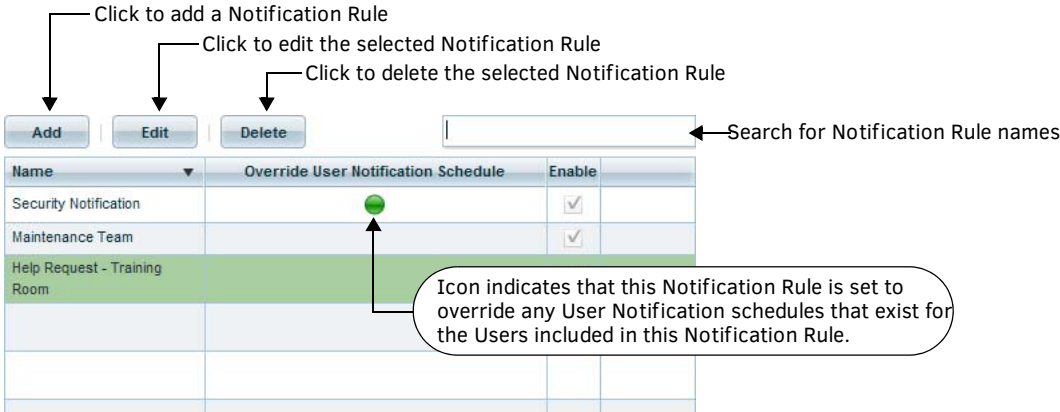 Click to add a Notification Rule
Click to edit the selected Notification Rule
Click to delete the selected Notification Rule
Add Edit Delete Search for Notification Rule names
Name Override User Notification Schedule Enable
Security Notification
Maintenance Team
Help Request - Training
Room
Icon indicates that this Notification Rule is set to
override any User Notification schedules that exist for
the Users included in this Notification Rule.